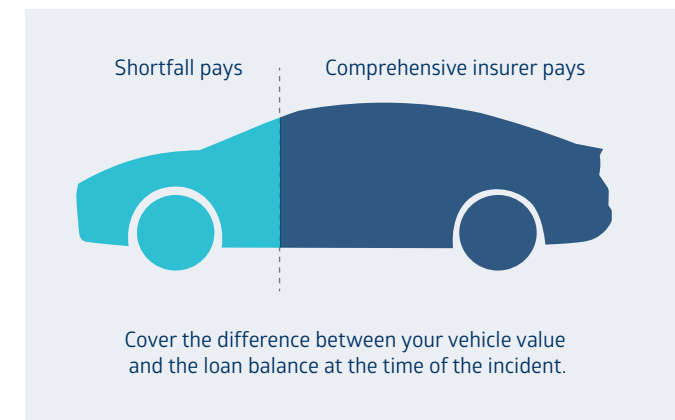 Shortfall pays
Comprehensive insurer pays
Cover the difference between your vehicle value
and the loan balance at the time of the incident.